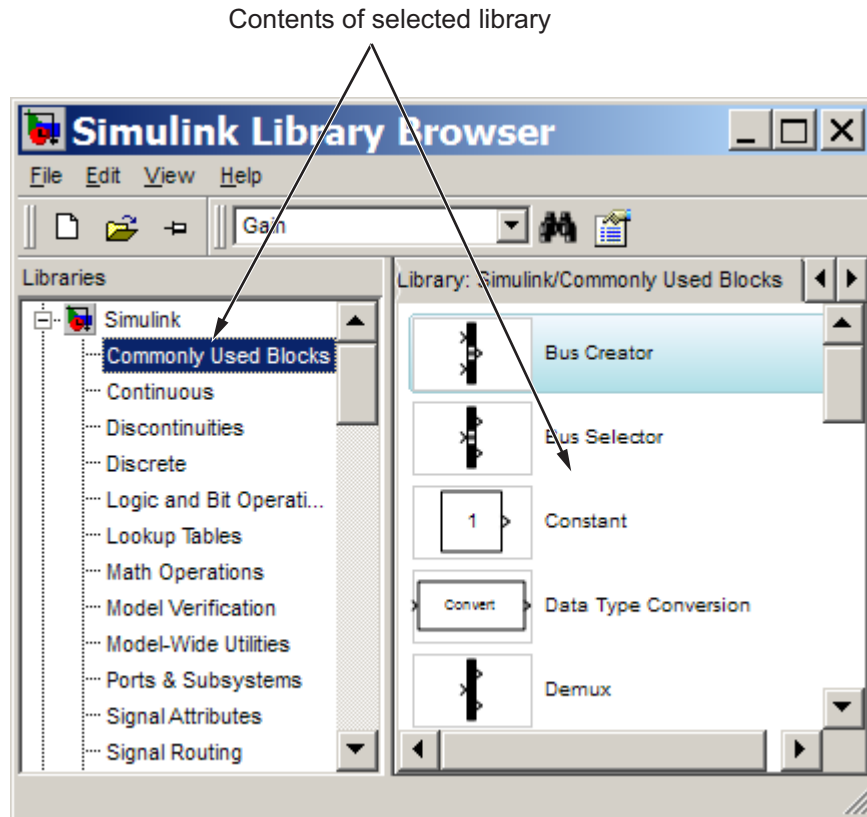 Contents of selected library
Simulink Library Browser
File Edit View Help
Gain
Libraries
Library: Simulink/Commonly Used Blocks
Simulink
Commonly Used Blocks
Continuous
Discontinuities
Discrete
Logic and Bit Operati...
Lookup Tables
Math Operations
Model Verification
Model-Wide Utilities
Ports & Subsystems
Signal Attributes
Signal Routing
Bus Creator
Bus Selector
1 Constant
Convert Data Type Conversion
Demux